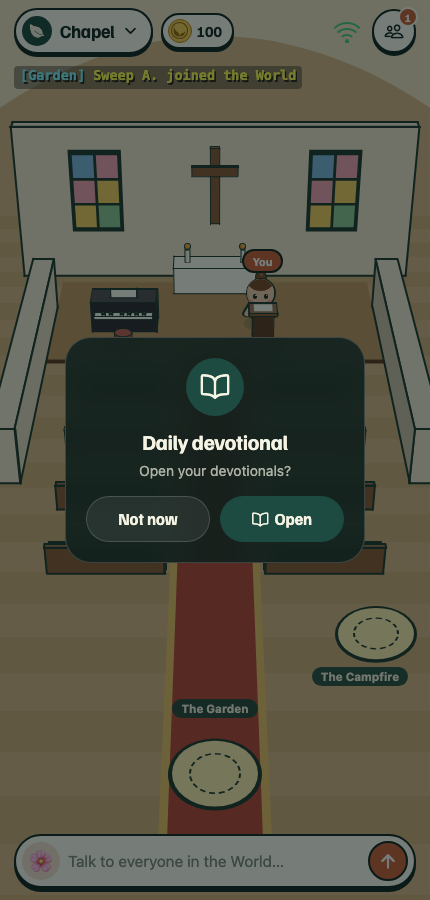 Chapel
100
1
[Garden] Sweep A. joined the World
You
Daily devotional
Open your devotionals?
Not now
Open
The Campfire
The Garden
Talk to everyone in the World...